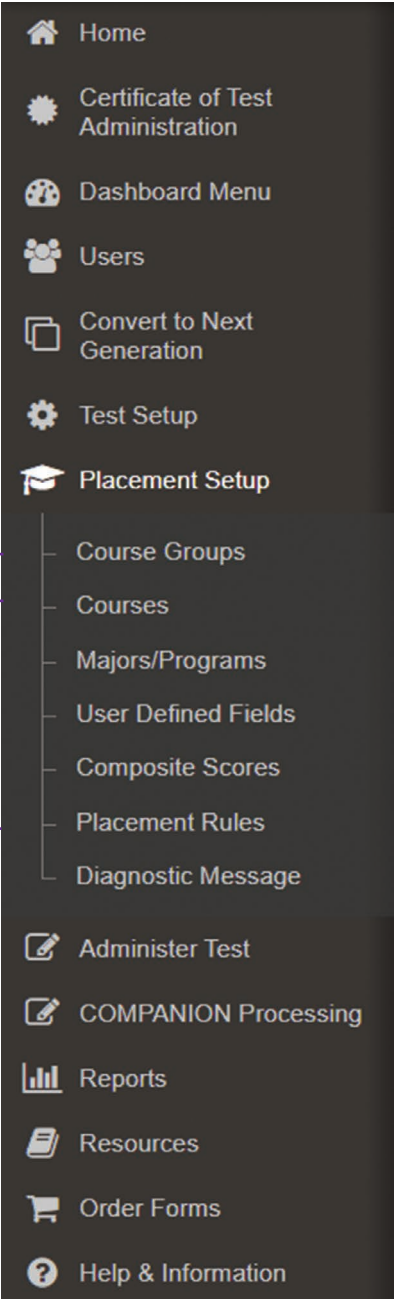 Home
Certificate of Test
Administration
Dashboard Menu
Users
Convert to Next
Generation
Test Setup
Placement Setup
Course Groups
Courses
Majors/Programs
User Defined Fields
Composite Scores
Placement Rules
Diagnostic Message
Administer Test
COMPANION Processing
Reports
Resources
Order Forms
Help & Information